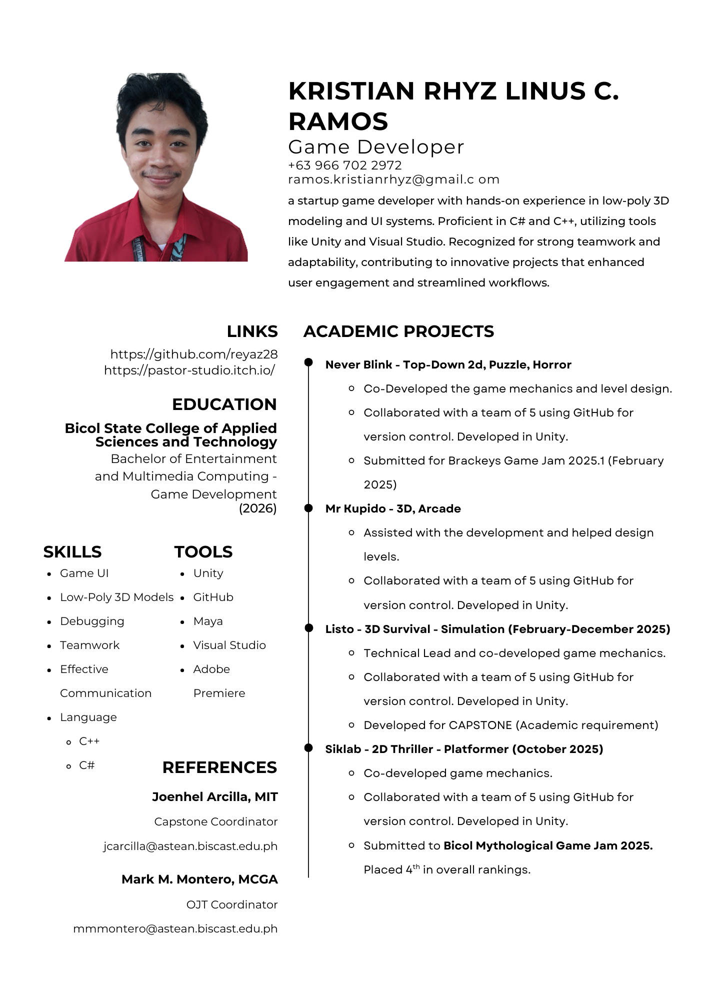 KRISTIAN RHYZ LINUS C.
RAMOS
Game Developer
+63 966 702 2972
ramos.kristianrhyz@gmail.c om
a startup game developer with hands-on experience in low-poly 3D
modeling and UI systems. Proficient in C# and C++, utilizing tools
like Unity and Visual Studio. Recognized for strong teamwork and
adaptability, contributing to innovative projects that enhanced
user engagement and streamlined workflows.
LINKS
https://github.com/reyaz28
https://pastor-studio.itch.io/
EDUCATION
Bicol State College of Applied
Sciences and Technology
Bachelor of Entertainment
and Multimedia Computing -
Game Development
(2026)
SKILLS
• Game UI
• Low-Poly 3D Models
• Debugging
• Teamwork
• Effective
Communication
• Language
○ C++
○ C#
TOOLS
• Unity
• GitHub
• Maya
• Visual Studio
• Adobe
Premiere
REFERENCES
Joenhel Arcilla, MIT
Capstone Coordinator
jcarcilla@astean.biscast.edu.ph
Mark M. Montero, MCGA
OJT Coordinator
mmmontero@astean.biscast.edu.ph
ACADEMIC PROJECTS
Never Blink - Top-Down 2d, Puzzle, Horror
○ Co-Developed the game mechanics and level design.
○ Collaborated with a team of 5 using GitHub for
version control. Developed in Unity.
○ Submitted for Brackeys Game Jam 2025.1 (February
2025)
Mr Kupido - 3D, Arcade
○ Assisted with the development and helped design
levels.
○ Collaborated with a team of 5 using GitHub for
version control. Developed in Unity.
Listo - 3D Survival - Simulation (February-December 2025)
○ Technical Lead and co-developed game mechanics.
○ Collaborated with a team of 5 using GitHub for
version control. Developed in Unity.
○ Developed for CAPSTONE (Academic requirement)
Siklab - 2D Thriller - Platformer (October 2025)
○ Co-developed game mechanics.
○ Collaborated with a team of 5 using GitHub for
version control. Developed in Unity.
○ Submitted to Bicol Mythological Game Jam 2025.
Placed 4th in overall rankings.